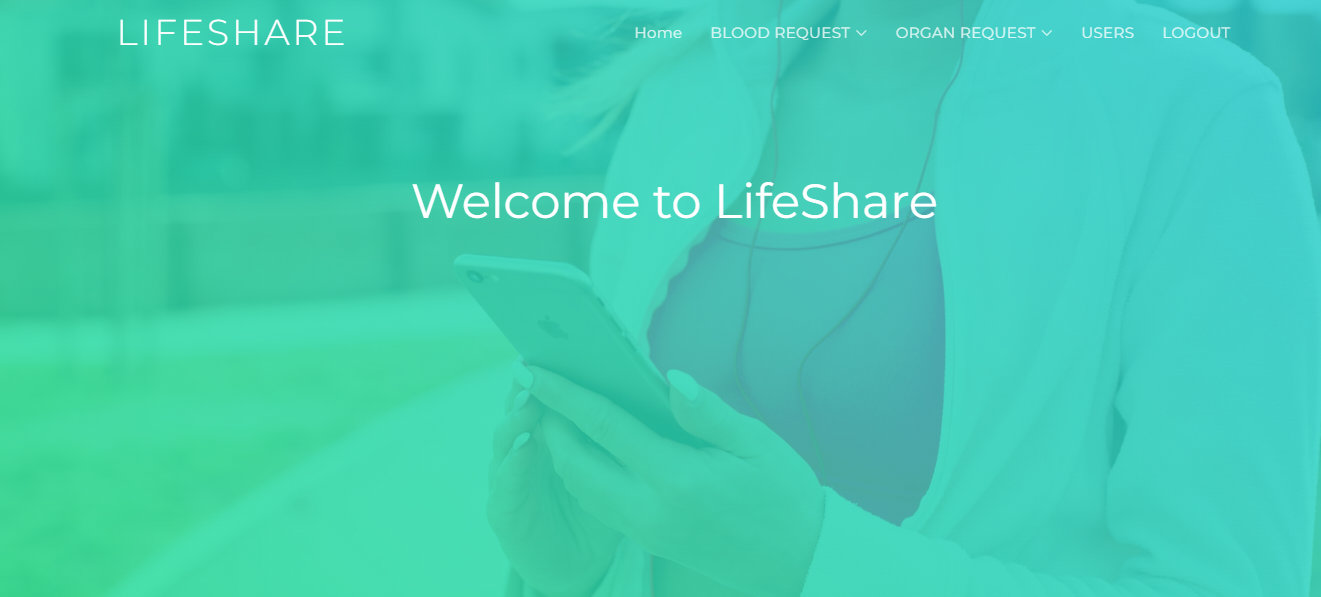 LIFESHARE
Home BLOOD REQUEST ORGAN REQUEST USERS LOGOUT
Welcome to LifeShare